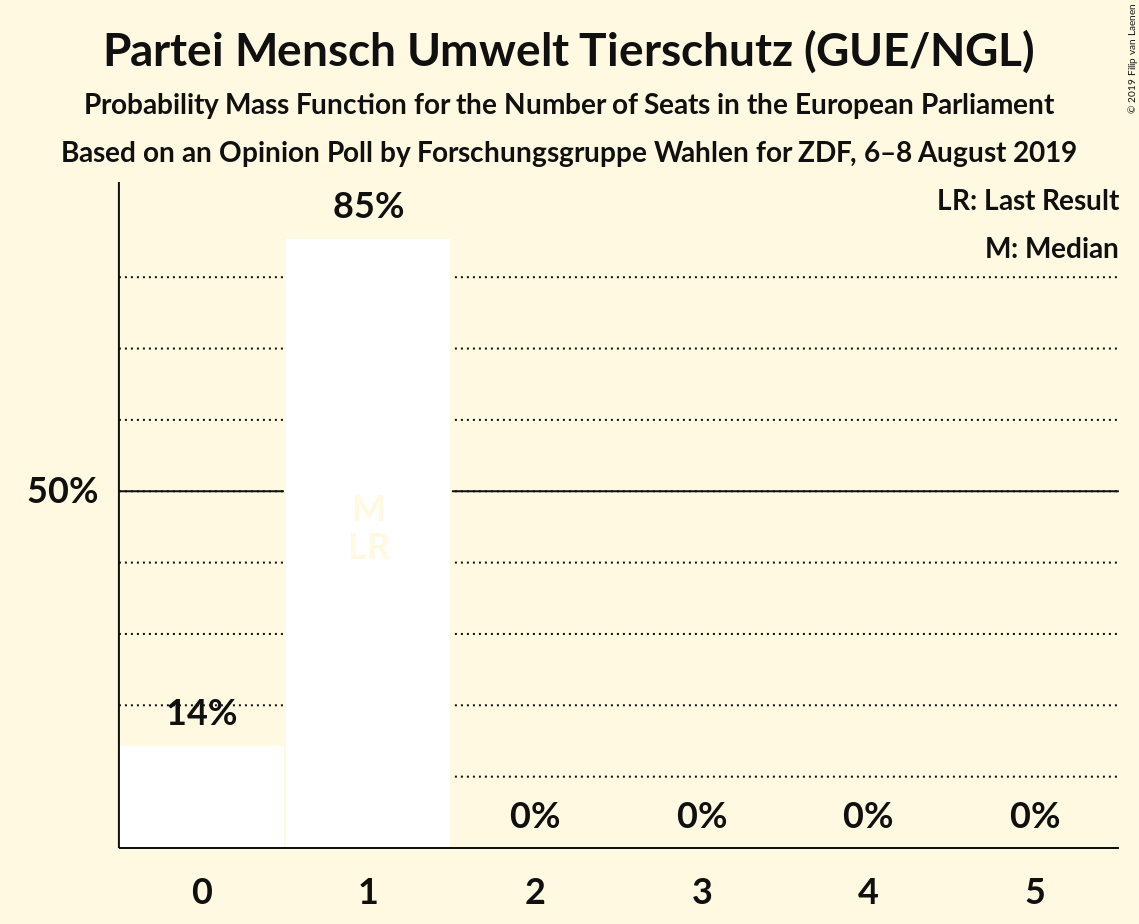 Partei Mensch Umwelt Tierschutz (GUE/NGL)
Probability Mass Function for the Number of Seats in the European Parliament
Based on an Opinion Poll by Forschungsgruppe Wahlen for ZDF, 6–8 August 2019
© 2019 Filip van Laenen
LR: Last Result
M: Median
85%
50%
M
LR
14%
0%
0%
0%
0%
0
1
2
3
4
5